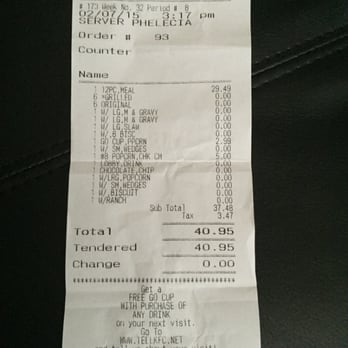 # 173 Week No. 32 Period # 8
02/07/15 3:17 pm
SERVER PHELECIA
Order # 93
Counter
Name
1 12PC,MEAL 29.49
6 *GRILLED 0.00
6 ORIGINAL 0.00
1 W/ LG,M & GRAVY 0.00
1 W/ LG,M & GRAVY 0.00
1 W/ LG,SLAW 0.00
1 W/,8 BISC 0.00
1 GO CUP,PPCRN 2.99
1 W/ SM,WEDGES 0.00
1 #8 POPCRN,CHK CM 5.00
1 LOBBY,DRINK 0.00
1 CHOCOLATE,CHIP 0.00
1 W/LRG,POPCORN 0.00
1 W/ SM,WEDGES 0.00
1 W/,BISCUIT 0.00
1 W/RANCH 0.00
Sub Total 37.48
Tax 3.47
Total 40.95
Tendered 40.95
Change 0.00
Get a
FREE GO CUP
WITH PURCHASE OF
ANY DRINK
on your next visit.
Go To
WWW.TELLKFC.NET